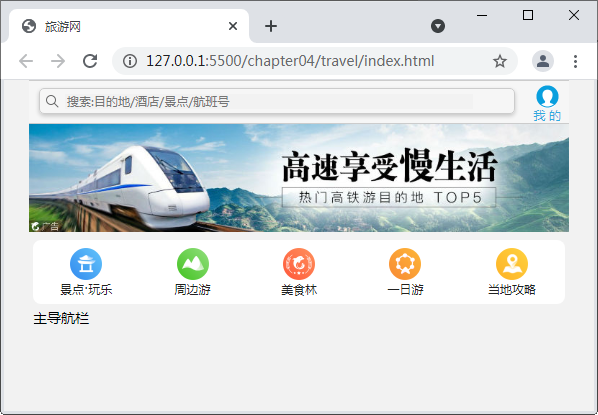 旅游网
127.0.0.1:5500/chapter04/travel/index.html
搜索:目的地/酒店/景点/航班号
我 的
高速享受慢生活
热门高铁游目的地 TOP5
广告
景点·玩乐
周边游
美食林
一日游
当地攻略
主导航栏